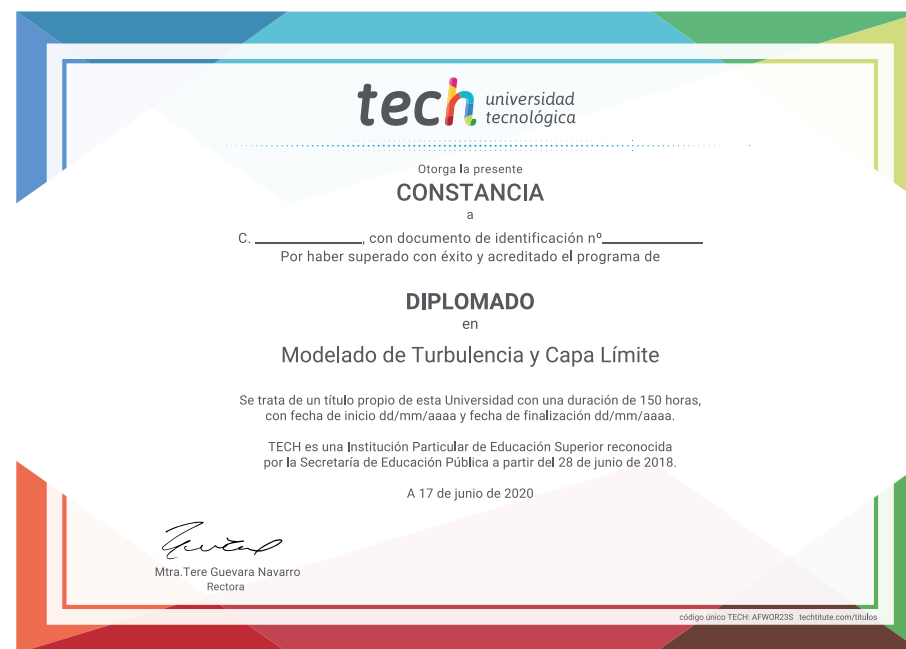 tech universidad
tecnológica
Otorga la presente
CONSTANCIA
a
C. ____________, con documento de identificación nº____________
Por haber superado con éxito y acreditado el programa de
DIPLOMADO
en
Modelado de Turbulencia y Capa Límite
Se trata de un título propio de esta Universidad con una duración de 150 horas,
con fecha de inicio dd/mm/aaaa y fecha de finalización dd/mm/aaaa.
TECH es una Institución Particular de Educación Superior reconocida
por la Secretaría de Educación Pública a partir del 28 de junio de 2018.
A 17 de junio de 2020
Mtra.Tere Guevara Navarro
Rectora
código único TECH: AFWOR23S techtitute.com/titulos